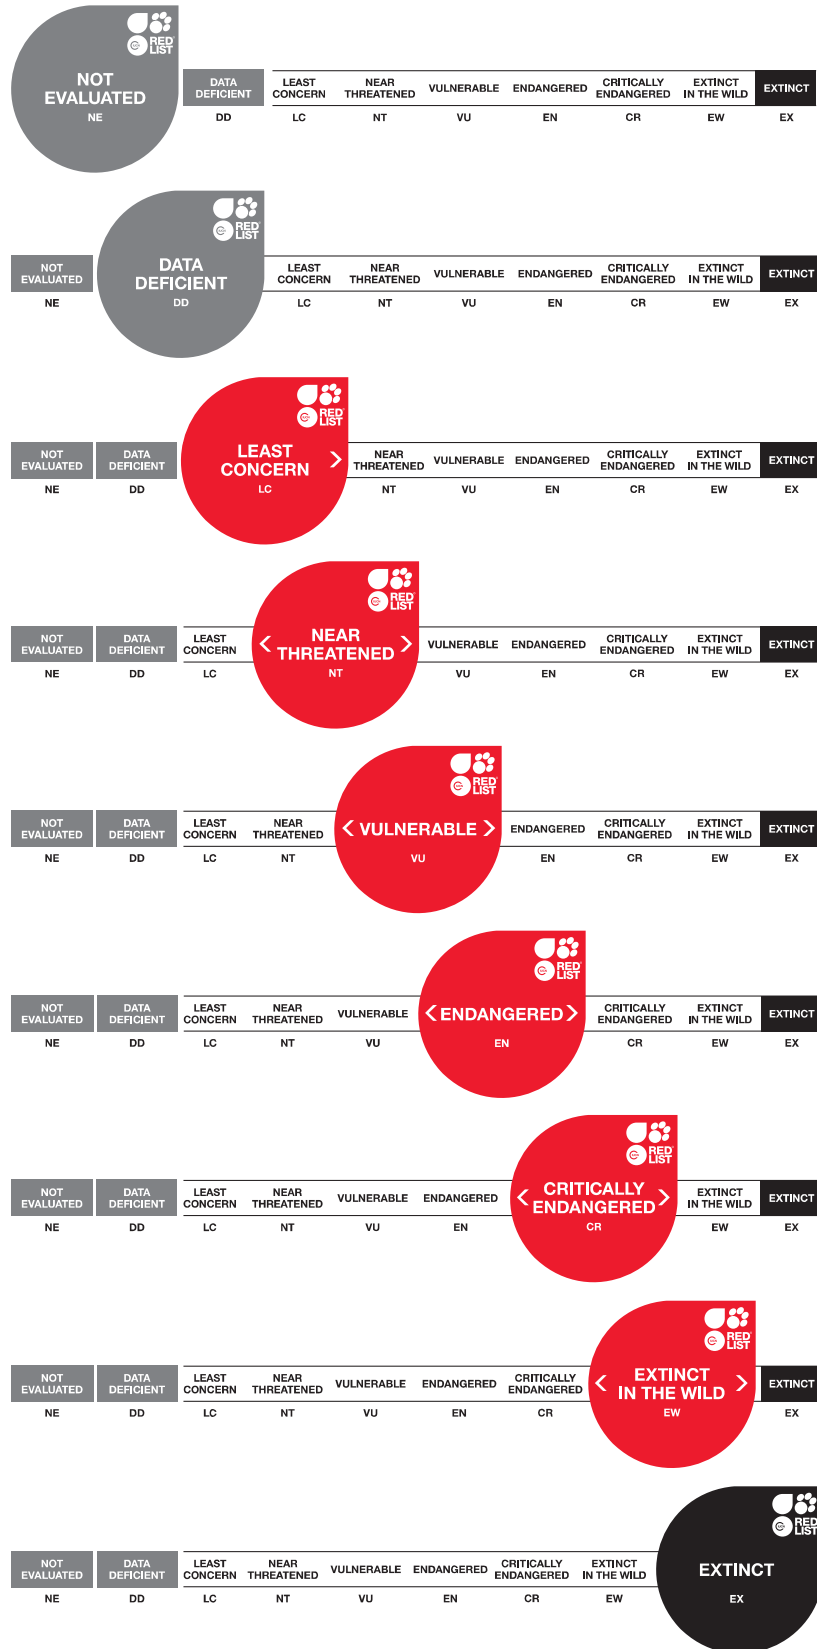 RED
LIST
NOT
EVALUATED
NE
DATA
DEFICIENT
DD
LEAST
CONCERN
LC
NEAR
THREATENED
NT
VULNERABLE
VU
ENDANGERED
EN
CRITICALLY
ENDANGERED
CR
EXTINCT
IN THE WILD
EW
EXTINCT
EX
NOT
EVALUATED
NE
RED
LIST
DATA
DEFICIENT
DD
LEAST
CONCERN
LC
NEAR
THREATENED
NT
VULNERABLE
VU
ENDANGERED
EN
CRITICALLY
ENDANGERED
CR
EXTINCT
IN THE WILD
EW
EXTINCT
EX
NOT
EVALUATED
NE
DATA
DEFICIENT
DD
RED
LIST
LEAST
CONCERN >
LC
NEAR
THREATENED
NT
VULNERABLE
VU
ENDANGERED
EN
CRITICALLY
ENDANGERED
CR
EXTINCT
IN THE WILD
EW
EXTINCT
EX
NOT
EVALUATED
NE
DATA
DEFICIENT
DD
LEAST
CONCERN
LC
RED
LIST
< NEAR >
THREATENED
NT
VULNERABLE
VU
ENDANGERED
EN
CRITICALLY
ENDANGERED
CR
EXTINCT
IN THE WILD
EW
EXTINCT
EX
NOT
EVALUATED
NE
DATA
DEFICIENT
DD
LEAST
CONCERN
LC
NEAR
THREATENED
NT
RED
LIST
< VULNERABLE >
VU
ENDANGERED
EN
CRITICALLY
ENDANGERED
CR
EXTINCT
IN THE WILD
EW
EXTINCT
EX
NOT
EVALUATED
NE
DATA
DEFICIENT
DD
LEAST
CONCERN
LC
NEAR
THREATENED
NT
VULNERABLE
VU
RED
LIST
< ENDANGERED >
EN
CRITICALLY
ENDANGERED
CR
EXTINCT
IN THE WILD
EW
EXTINCT
EX
NOT
EVALUATED
NE
DATA
DEFICIENT
DD
LEAST
CONCERN
LC
NEAR
THREATENED
NT
VULNERABLE
VU
ENDANGERED
EN
RED
LIST
< CRITICALLY >
ENDANGERED
CR
EXTINCT
IN THE WILD
EW
EXTINCT
EX
NOT
EVALUATED
NE
DATA
DEFICIENT
DD
LEAST
CONCERN
LC
NEAR
THREATENED
NT
VULNERABLE
VU
ENDANGERED
EN
CRITICALLY
ENDANGERED
CR
RED
LIST
< EXTINCT >
IN THE WILD
EW
EXTINCT
EX
NOT
EVALUATED
NE
DATA
DEFICIENT
DD
LEAST
CONCERN
LC
NEAR
THREATENED
NT
VULNERABLE
VU
ENDANGERED
EN
CRITICALLY
ENDANGERED
CR
EXTINCT
IN THE WILD
EW
RED
LIST
EXTINCT
EX